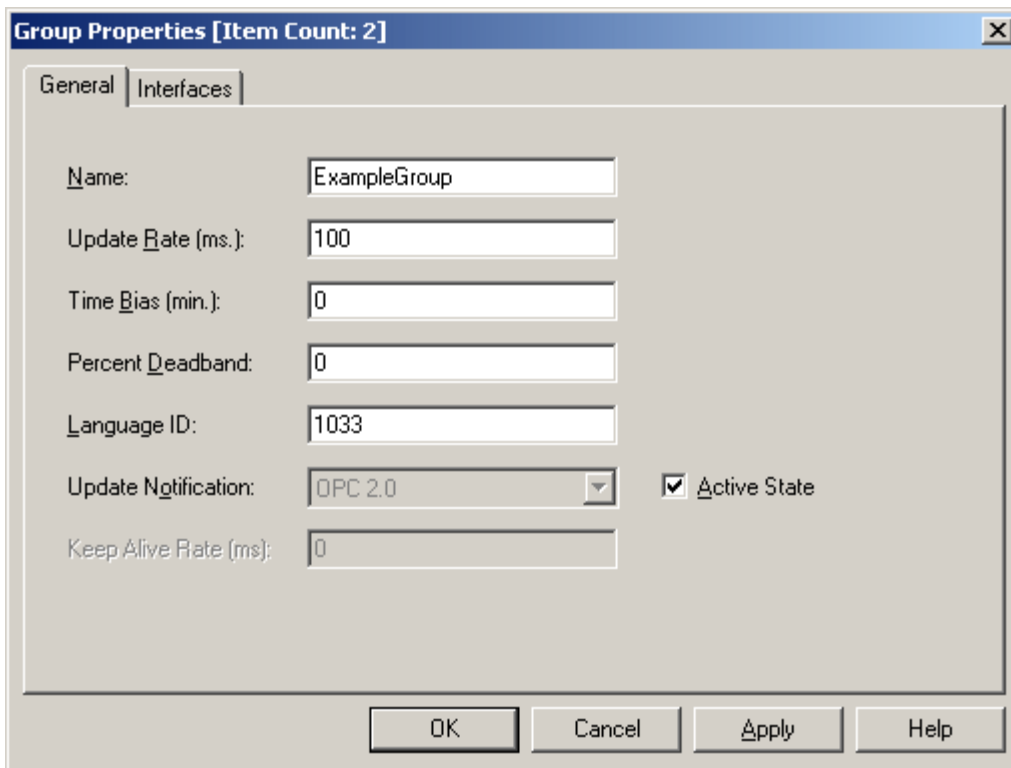 Group Properties [Item Count: 2]
General Interfaces
Name: ExampleGroup
Update Rate (ms.): 100
Time Bias (min.): 0
Percent Deadband: 0
Language ID: 1033
Update Notification: OPC 2.0 Active State
Keep Alive Rate (ms): 0
OK Cancel Apply Help